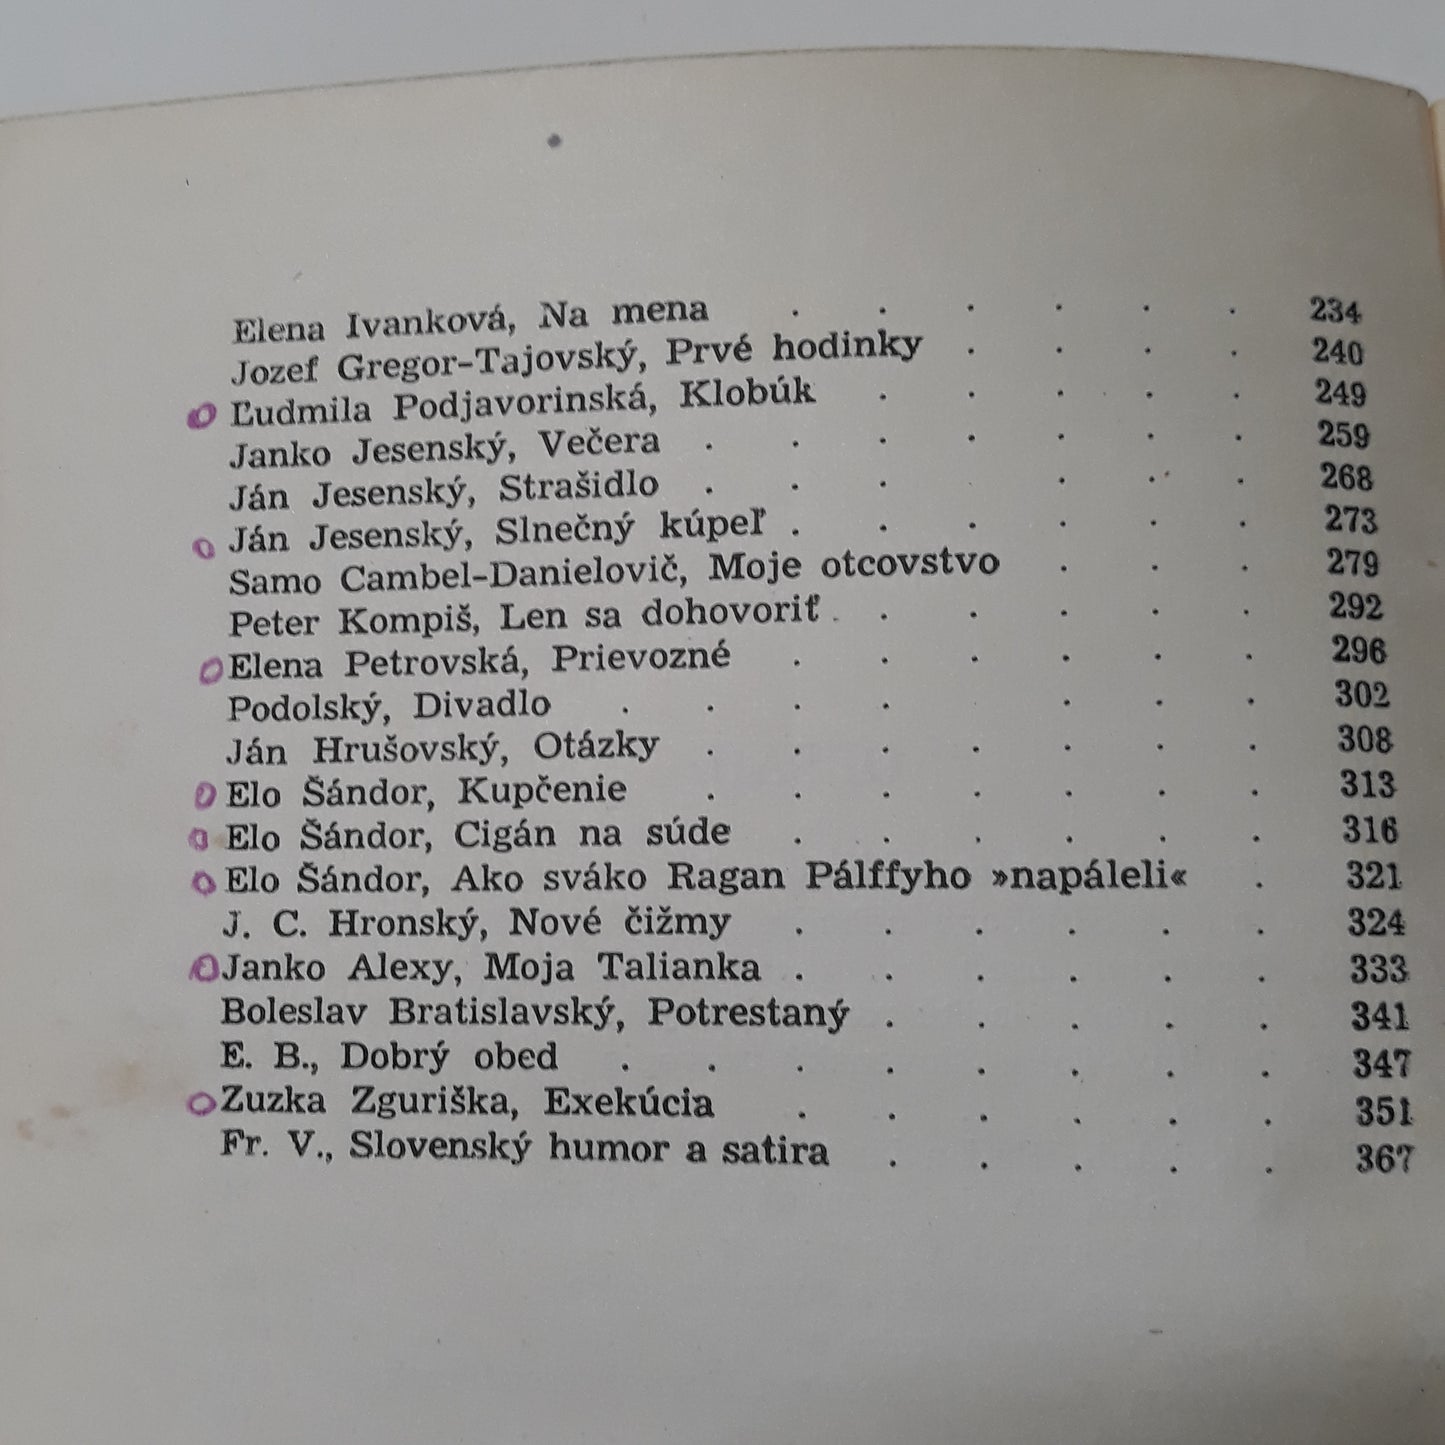 Elena Ivanková, Na mena . . . . . . 234
Jozef Gregor-Tajovský, Prvé hodinky . . . . 240
Ľudmila Podjavorinská, Klobúk . . . . . 249
Janko Jesenský, Večera . . . . . . . 259
Ján Jesenský, Strašidlo . . . . . . 268
Ján Jesenský, Slnečný kúpeľ . . . . . . 273
Samo Cambel-Danielovič, Moje otcovstvo . . . 279
Peter Kompiš, Len sa dohovoriť . . . . . . 292
Elena Petrovská, Prievozné . . . . . . 296
Podolský, Divadlo . . . . . . . 302
Ján Hrušovský, Otázky . . . . . . . 308
Elo Šándor, Kupčenie . . . . . . . 313
Elo Šándor, Cigán na súde . . . . . . 316
Elo Šándor, Ako sváko Ragan Pálffyho »napáleli« . 321
J. C. Hronský, Nové čižmy . . . . . . 324
Janko Alexy, Moja Talianka . . . . . . 333
Boleslav Bratislavský, Potrestaný . . . . . 341
E. B., Dobrý obed . . . . . . . . 347
Zuzka Zguriška, Exekúcia . . . . . . 351
Fr. V., Slovenský humor a satira . . . . . 367